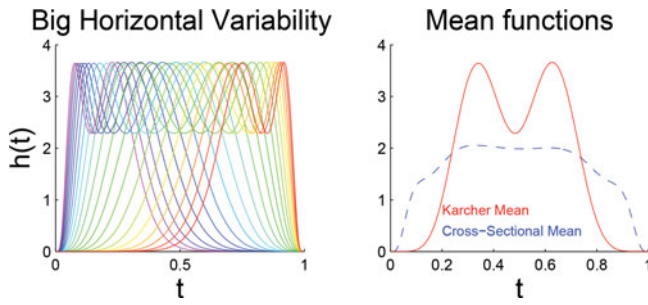 Big Horizontal Variability
4
3
2
1
0
h(t)
0
0.5
1
t
Mean functions
4
3
2
1
0
Karcher Mean
Cross-Sectional Mean
0
0.2
0.4
0.6
0.8
1
t